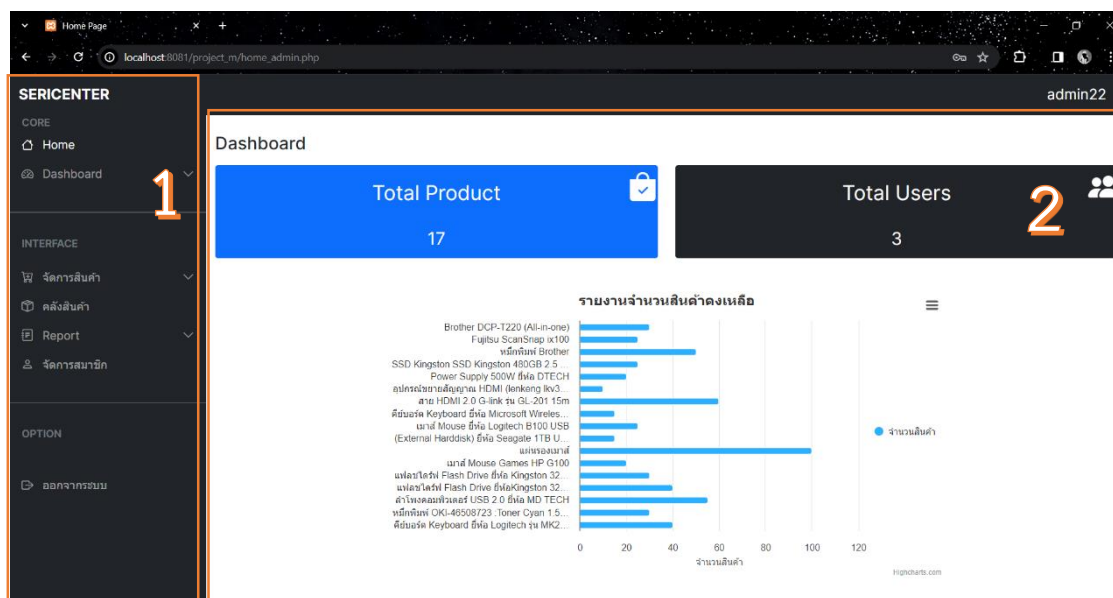 Home Page
localhost:8081/project_m/home_admin.php
SERICENTER
admin22
CORE
Home
Dashboard
1
INTERFACE
จัดการสินค้า
คลังสินค้า
Report
จัดการสมาชิก
OPTION
ออกจากระบบ
Dashboard
Total Product
17
Total Users
3
2
รายงานจำนวนสินค้าคงเหลือ
Brother DCP-T220 (All-in-one)
Fujitsu ScanSnap ix100
หมึกพิมพ์ Brother
SSD Kingston SSD Kingston 480GB 2.5 ...
Power Supply 500W ยี่ห้อ DTECH
อุปกรณ์ขยายสัญญาณ HDMI (lenkeng lkv3...
สาย HDMI 2.0 G-link รุ่น GL-201 15m
คีย์บอร์ด Keyboard ยี่ห้อ Microsoft Wireles...
เมาส์ Mouse ยี่ห้อ Logitech B100 USB
(External Harddisk) ยี่ห้อ Seagate 1TB U...
แผ่นรองเมาส์
เมาส์ Mouse Games HP G100
แฟลชไดร์ฟ Flash Drive ยี่ห้อ Kingston 32...
แฟลชไดร์ฟ Flash Drive ยี่ห้อKingston 32...
ลำโพงคอมพิวเตอร์ USB 2.0 ยี่ห้อ MD TECH
หมึกพิมพ์ OKI-46508723 :Toner Cyan 1.5...
คีย์บอร์ด Keyboard ยี่ห้อ Logitech รุ่น MK2...
0 20 40 60 80 100 120
จำนวนสินค้า
จำนวนสินค้า
Highcharts.com